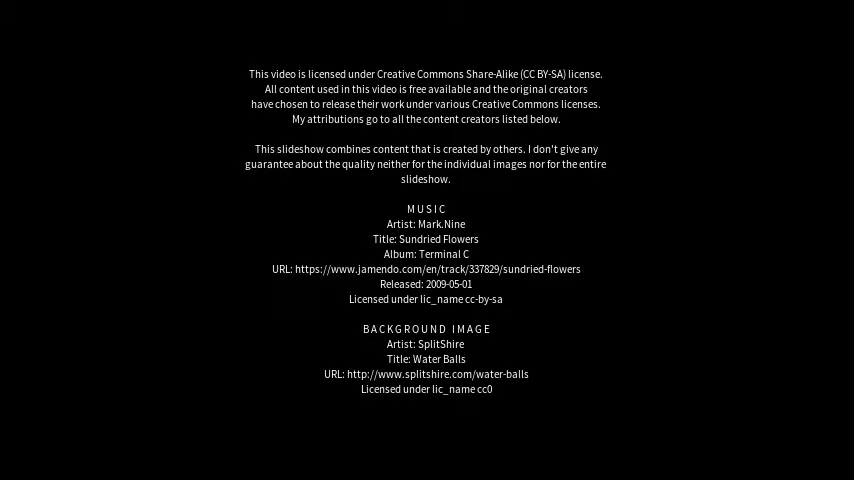 This video is licensed under Creative Commons Share-Alike (CC BY-SA) license.
All content used in this video is free available and the original creators
have chosen to release their work under various Creative Commons licenses.
My attributions go to all the content creators listed below.
This slideshow combines content that is created by others. I don't give any
guarantee about the quality neither for the individual images nor for the entire
slideshow.
MUSIC
Artist: Mark.Nine
Title: Sundried Flowers
Album: Terminal C
URL: https://www.jamendo.com/en/track/337829/sundried-flowers
Released: 2009-05-01
Licensed under lic_name cc-by-sa
BACKGROUND IMAGE
Artist: SplitShire
Title: Water Balls
URL: http://www.splitshire.com/water-balls
Licensed under lic_name cc0